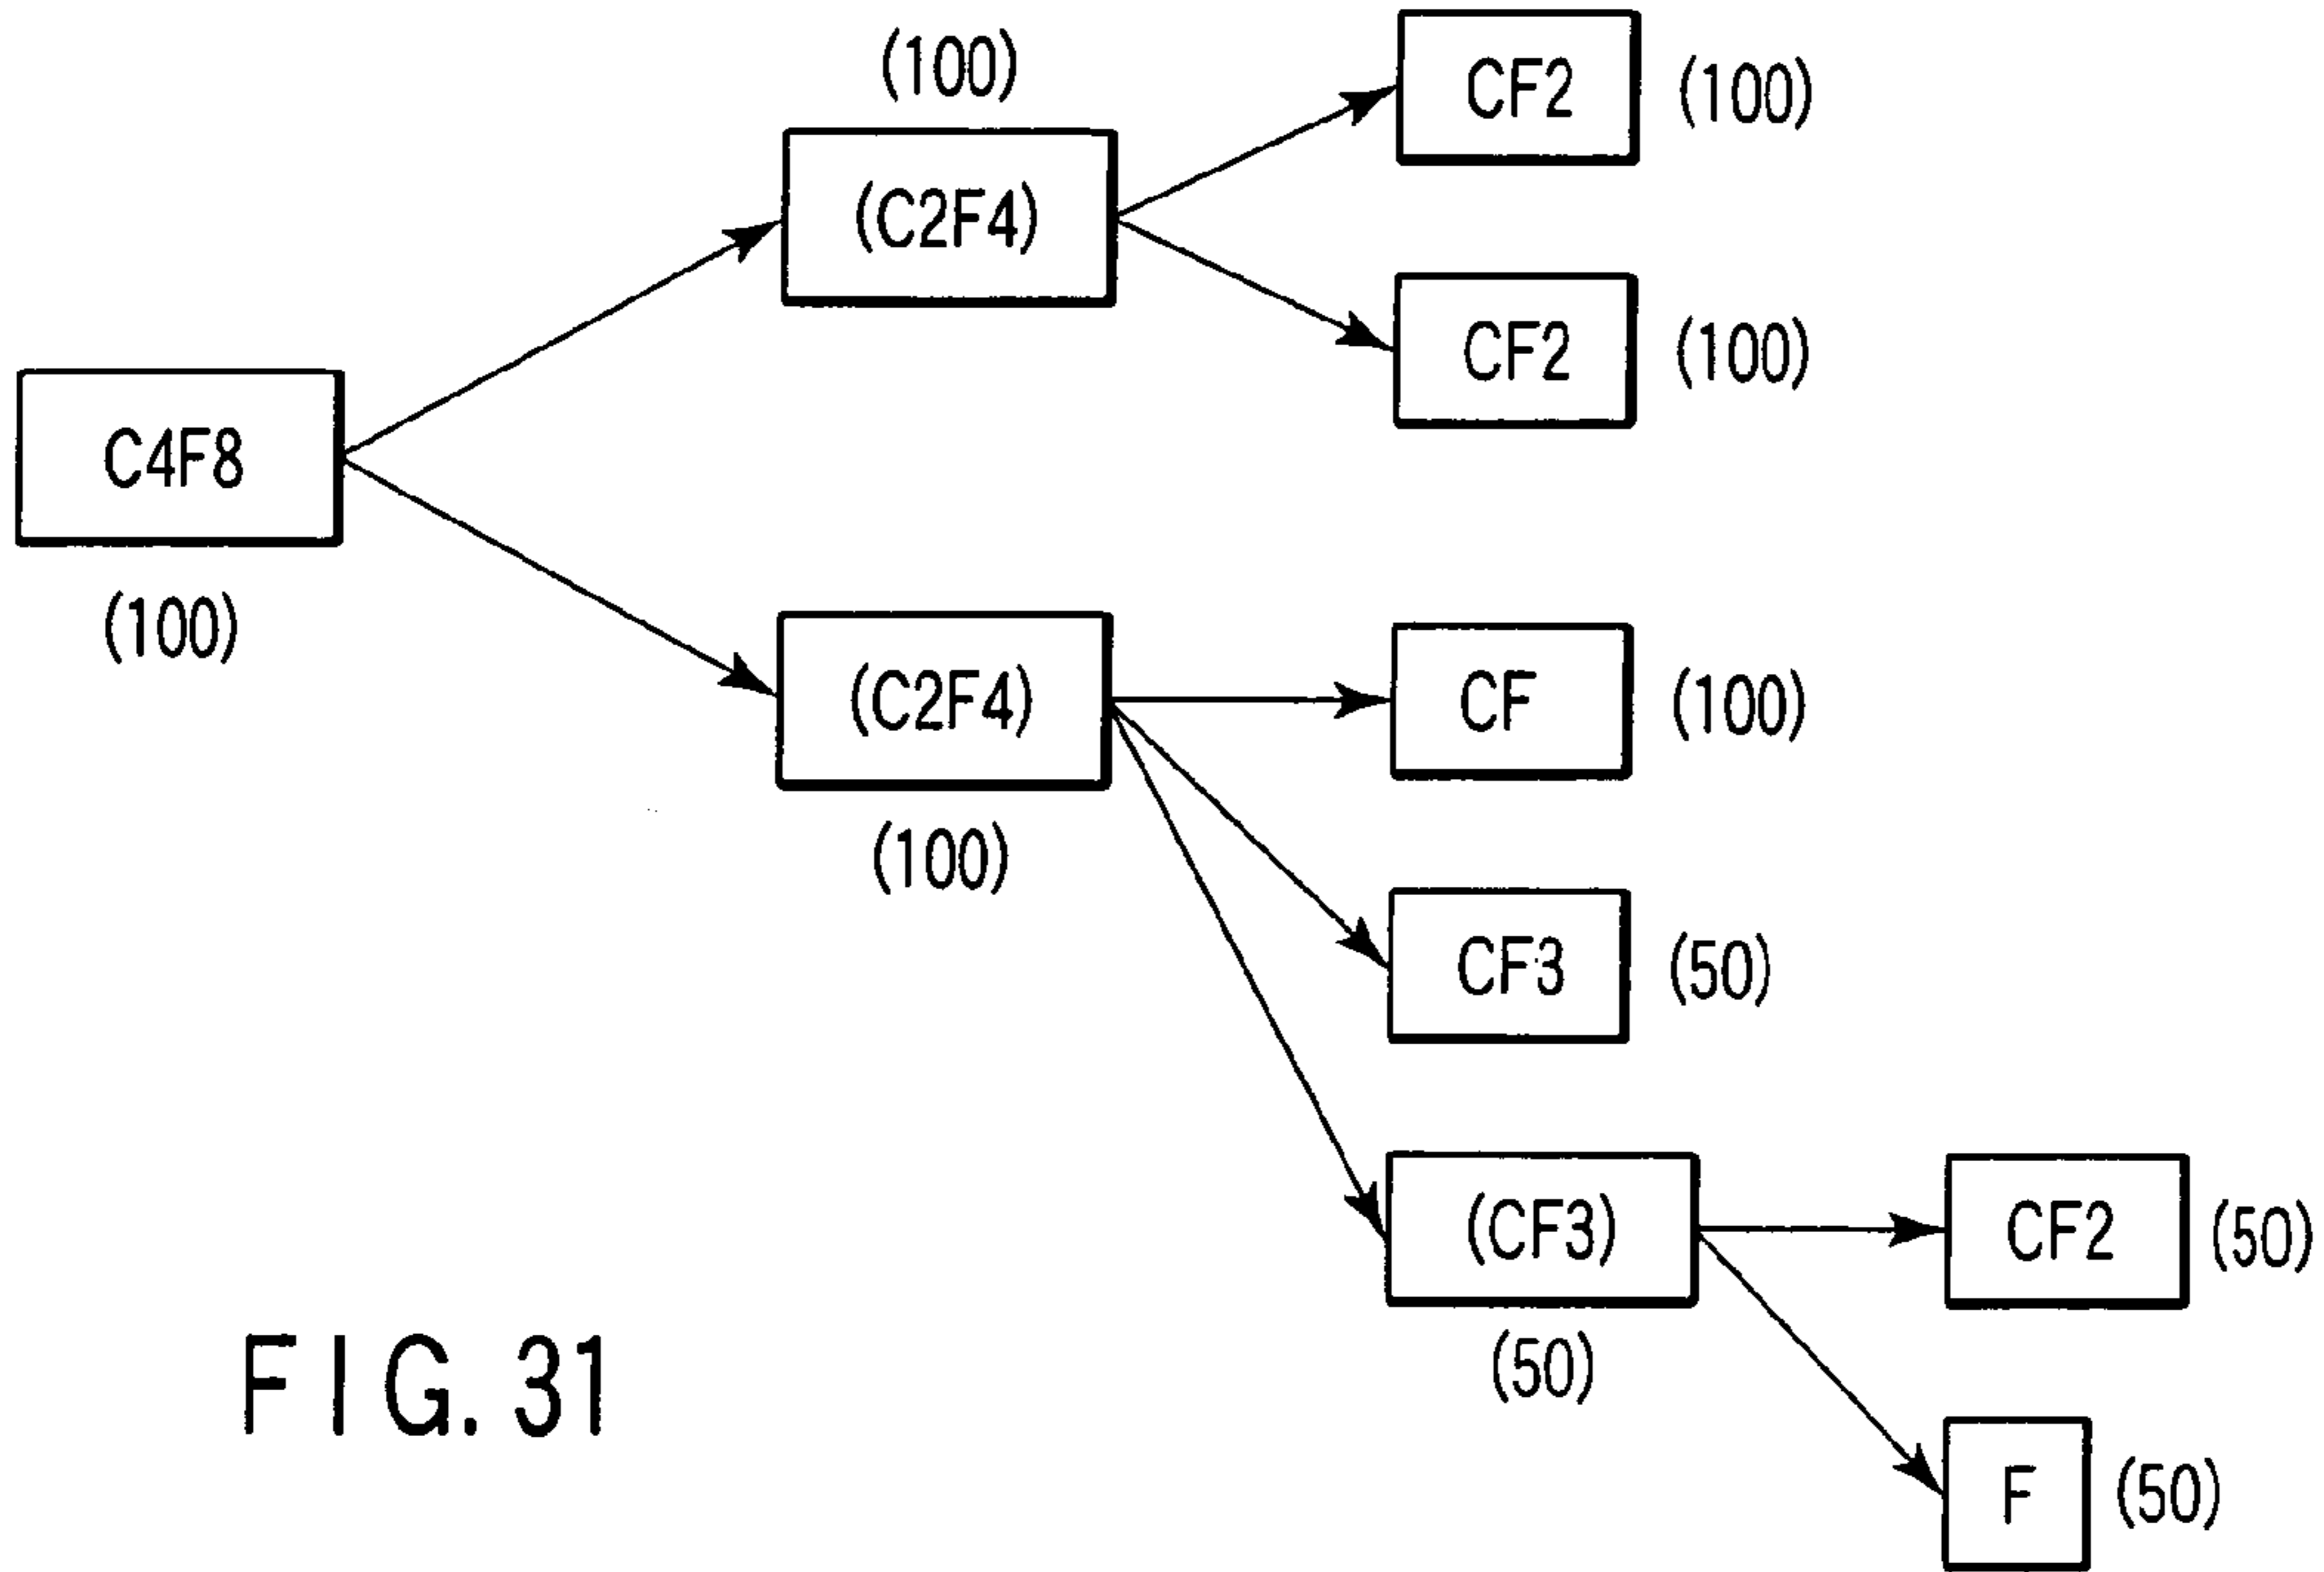 (100)
CF2
(100)
(C2F4)
CF2
(100)
C4F8
(100)
(C2F4)
(100)
CF
(100)
CF3
(50)
(CF3)
(50)
CF2
(50)
F
(50)
FIG.31